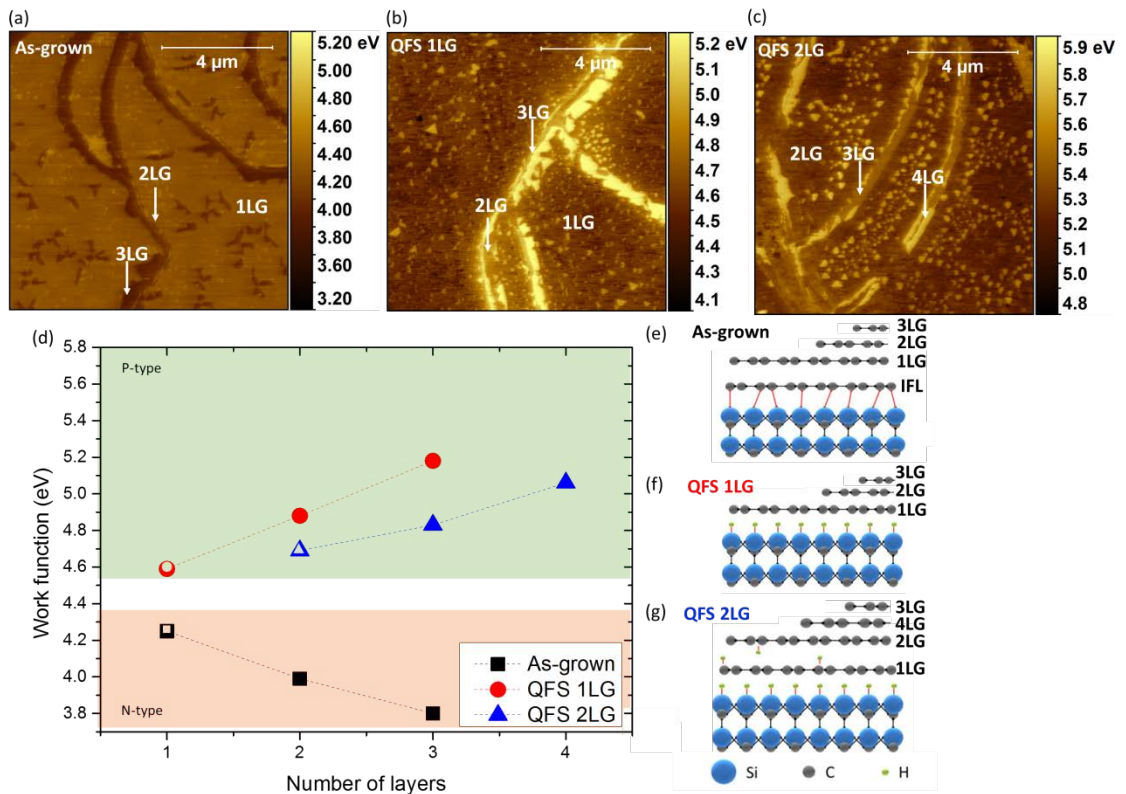 (a)
As-grown
4 µm
2LG
1LG
3LG
5.20 eV
5.00
4.80
4.60
4.40
4.20
4.00
3.80
3.60
3.40
3.20
(b)
QFS 1LG
4 µm
3LG
2LG
1LG
5.2 eV
5.1
5.0
4.9
4.8
4.7
4.6
4.5
4.4
4.3
4.1
(c)
QFS 2LG
4 µm
2LG
3LG
4LG
5.9 eV
5.8
5.7
5.6
5.5
5.4
5.3
5.2
5.1
5.0
4.8
(d)
5.8
5.6
5.4
5.2
5.0
4.8
4.6
4.4
4.2
4.0
3.8
Work function (eV)
P-type
N-type
As-grown
QFS 1LG
QFS 2LG
1
2
3
4
Number of layers
(e)
As-grown
3LG
2LG
1LG
IFL
(f)
QFS 1LG
3LG
2LG
1LG
(g)
QFS 2LG
3LG
4LG
2LG
1LG
Si
C
H